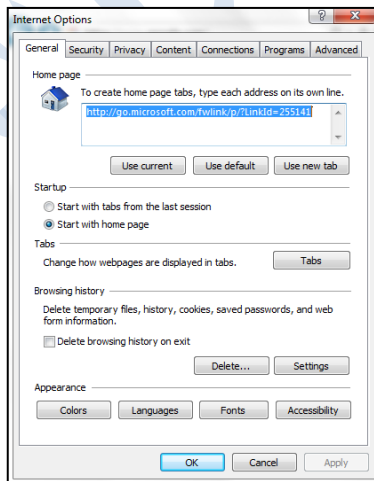 Internet Options
General Security Privacy Content Connections Programs Advanced
Home page
To create home page tabs, type each address on its own line.
http://go.microsoft.com/fwlink/p/?LinkId=255141
Use current Use default Use new tab
Startup
Start with tabs from the last session
Start with home page
Tabs
Change how webpages are displayed in tabs. Tabs
Browsing history
Delete temporary files, history, cookies, saved passwords, and web
form information.
Delete browsing history on exit
Delete... Settings
Appearance
Colors Languages Fonts Accessibility
OK Cancel Apply